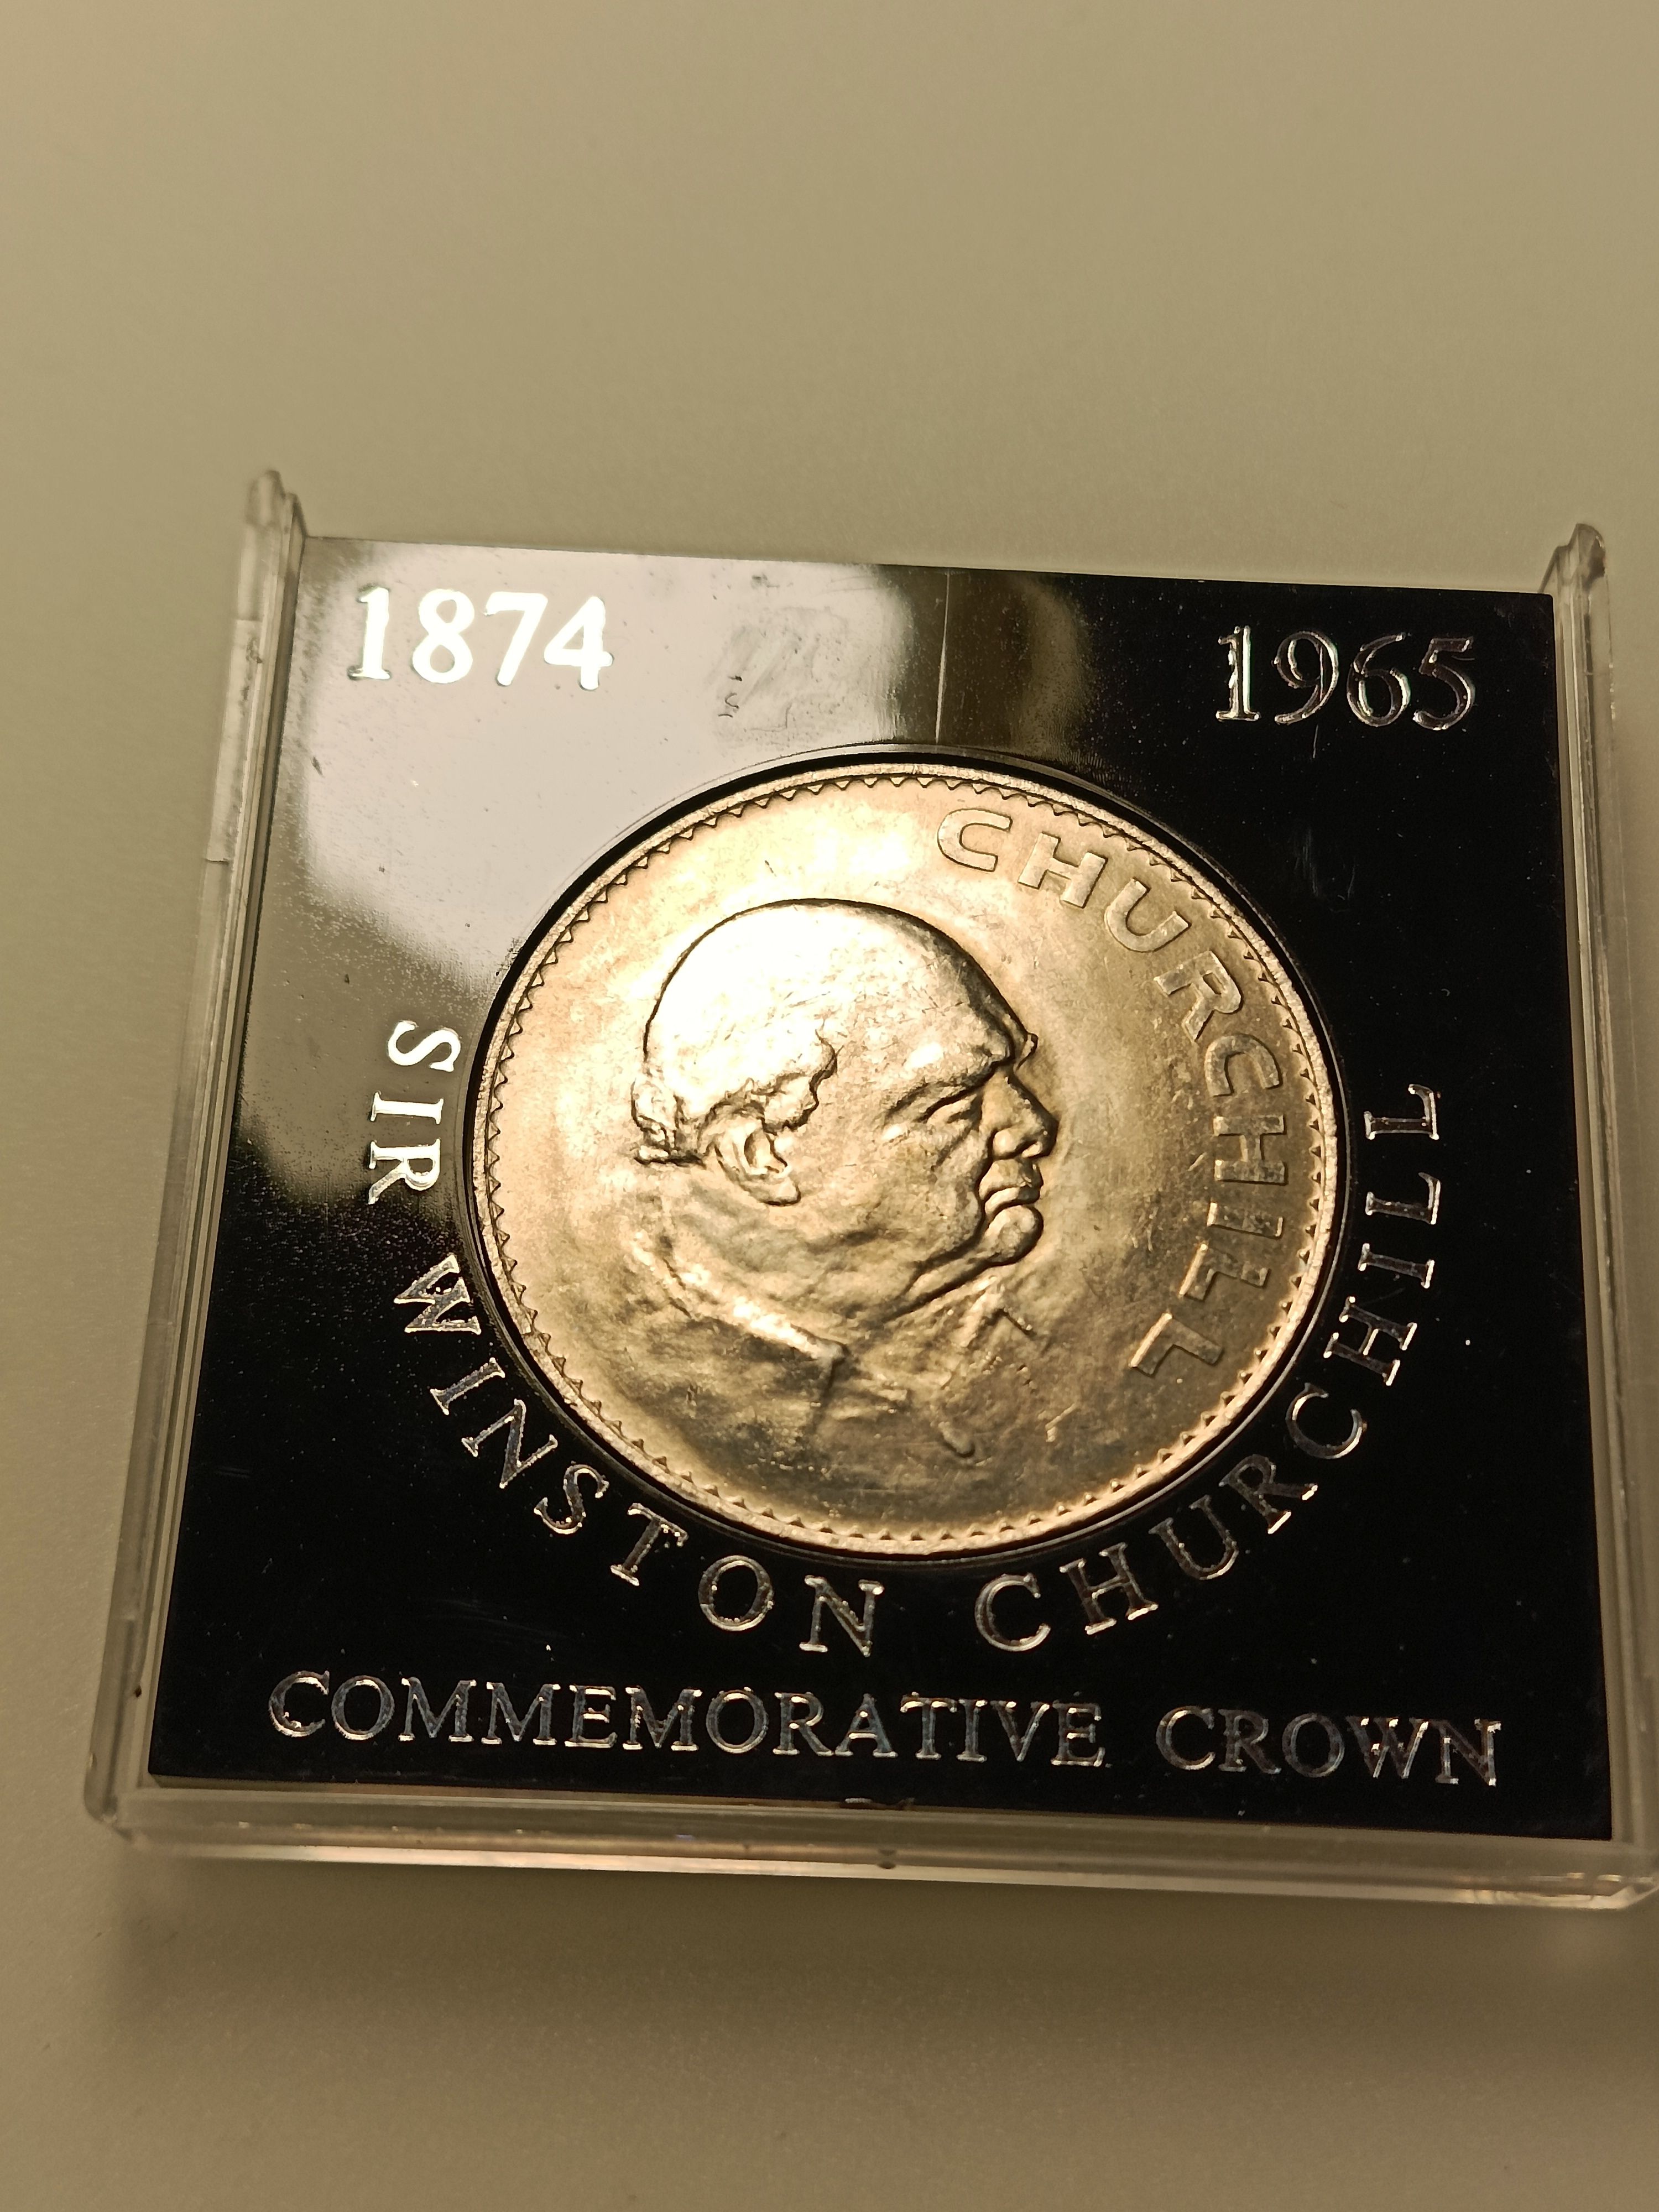 1874
1965
CHURCHILL
SIR WINSTON CHURCHILL
COMMEMORATIVE CROWN